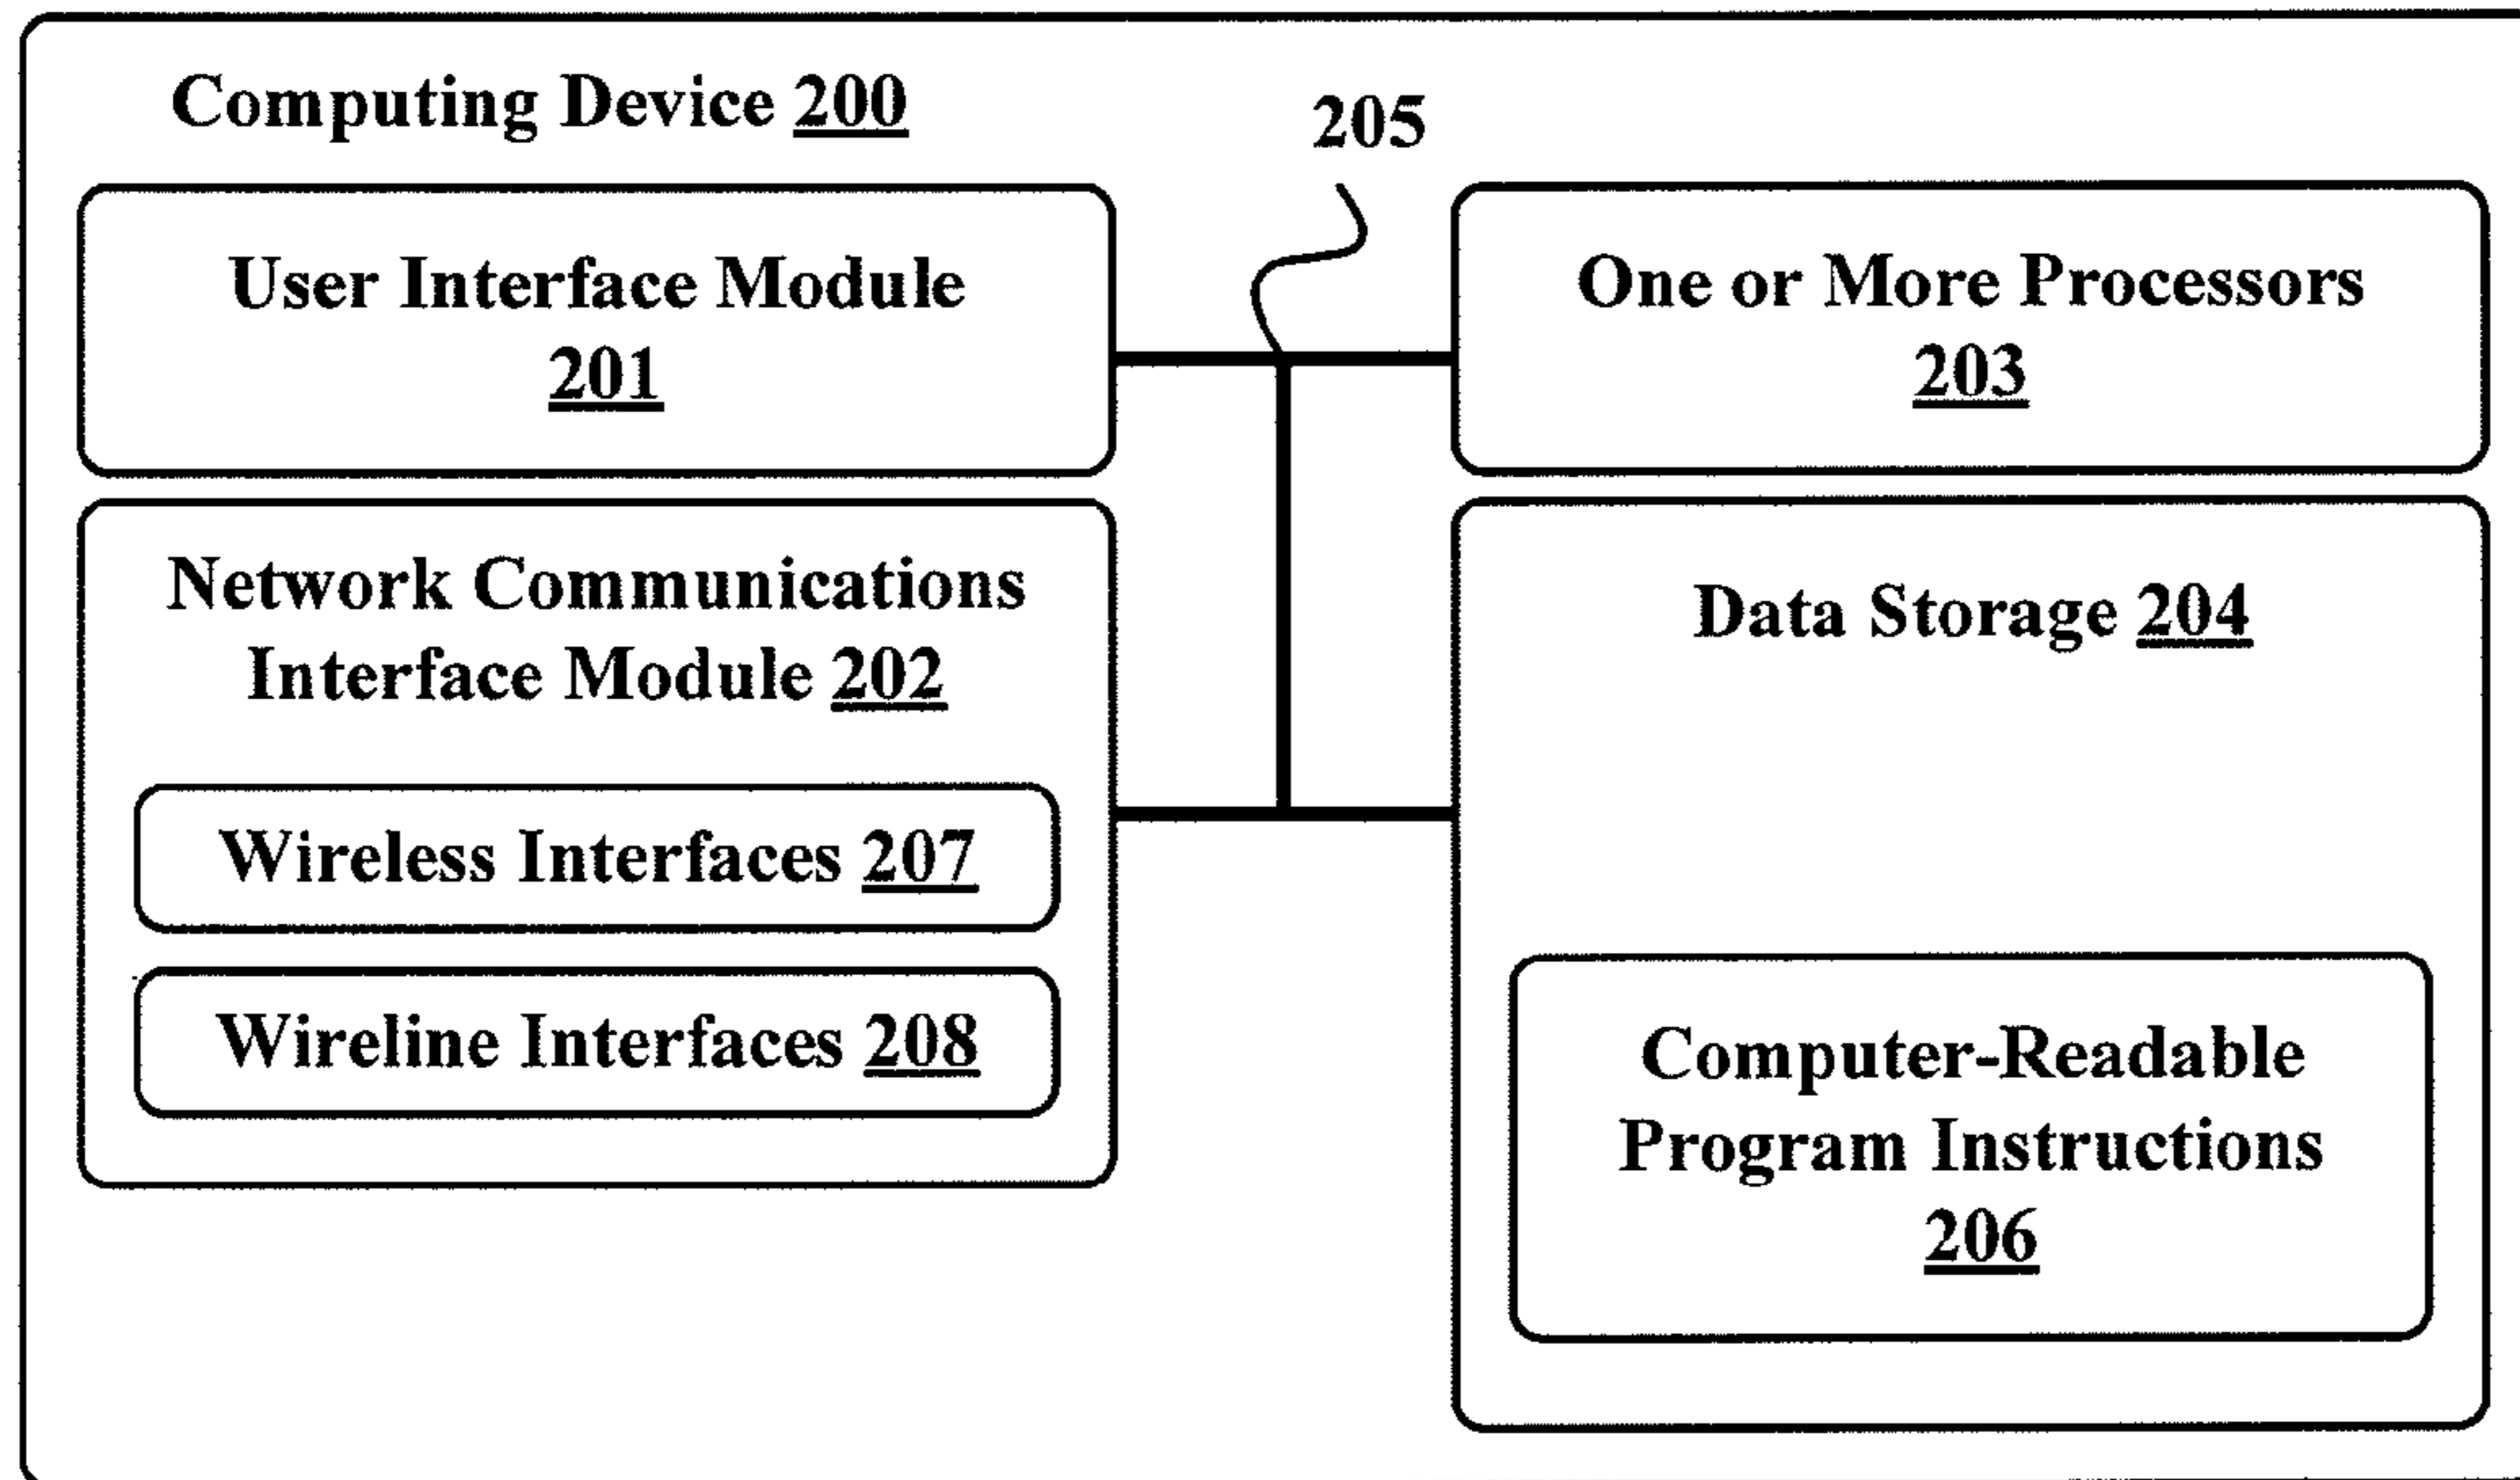 Computing Device 200
205
User Interface Module
201
One or More Processors
203
Network Communications
Interface Module 202
Wireless Interfaces 207
Wireline Interfaces 208
Data Storage 204
Computer-Readable
Program Instructions
206